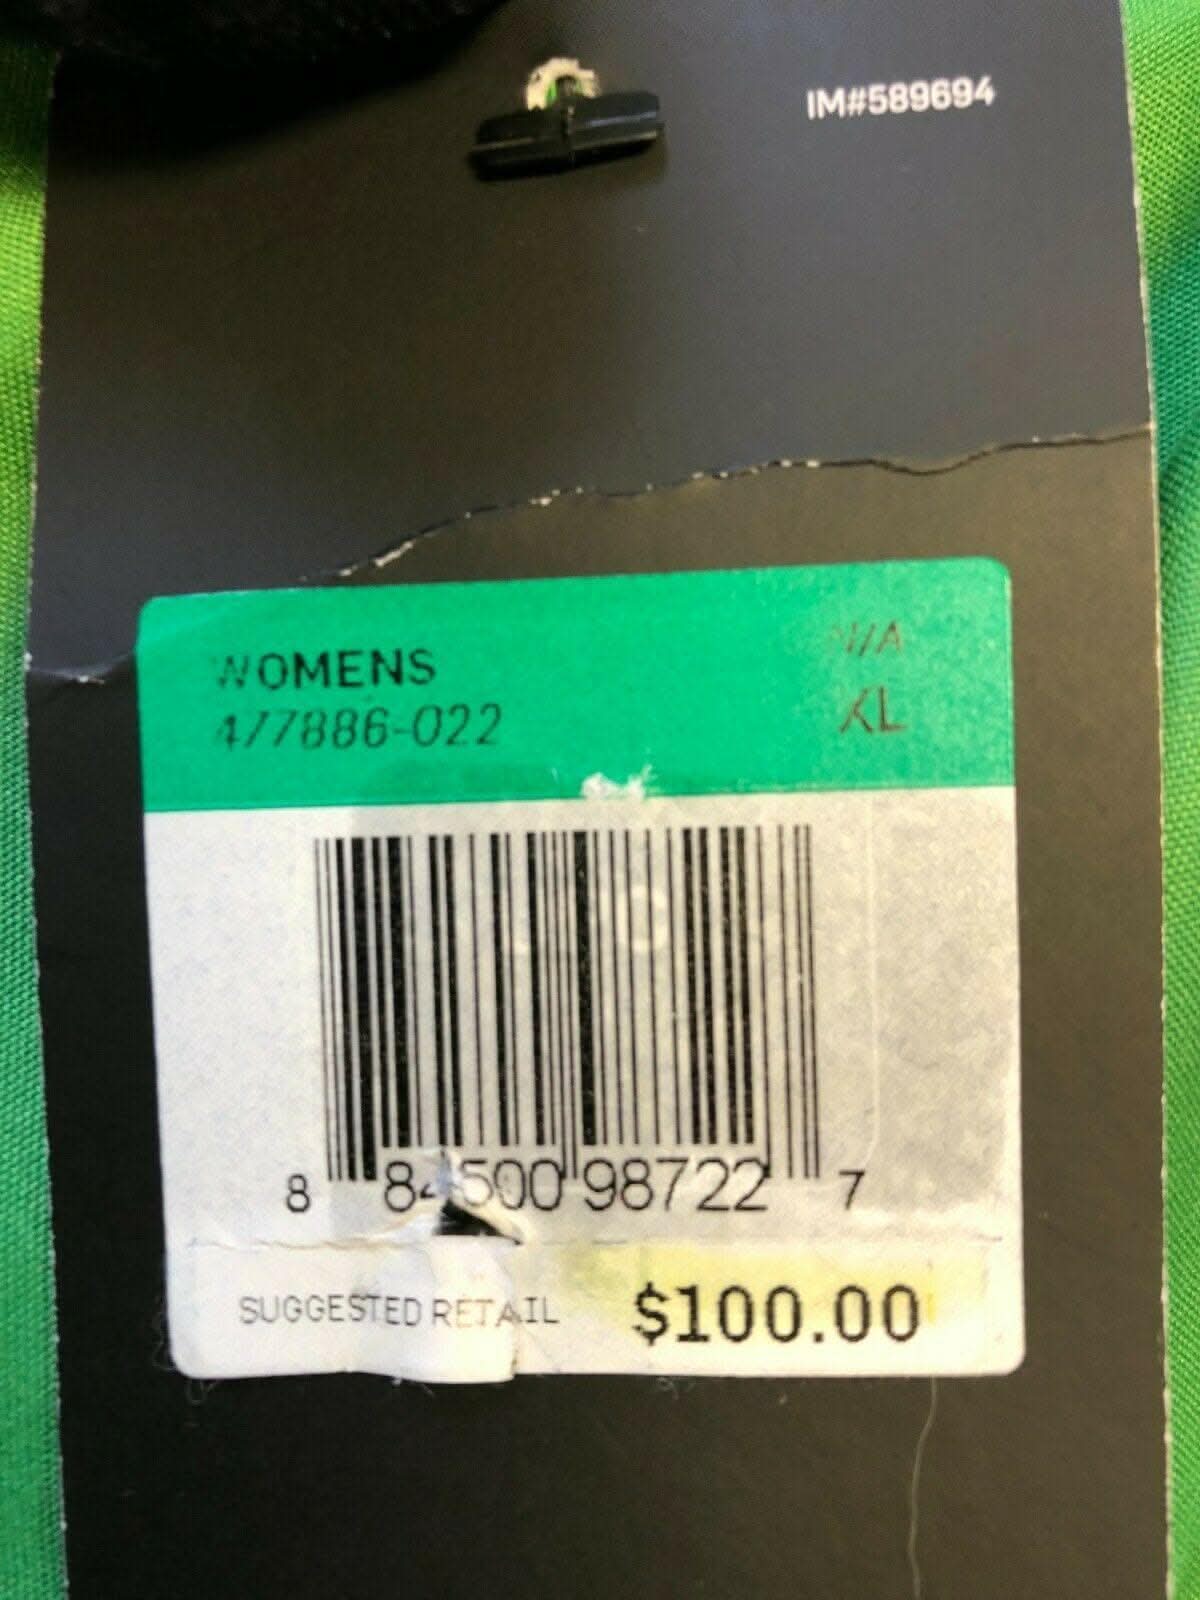 IM#589694
WOMENS
N/A
477886-022
XL
8 84500 98722 7
SUGGESTED RETAIL $100.00